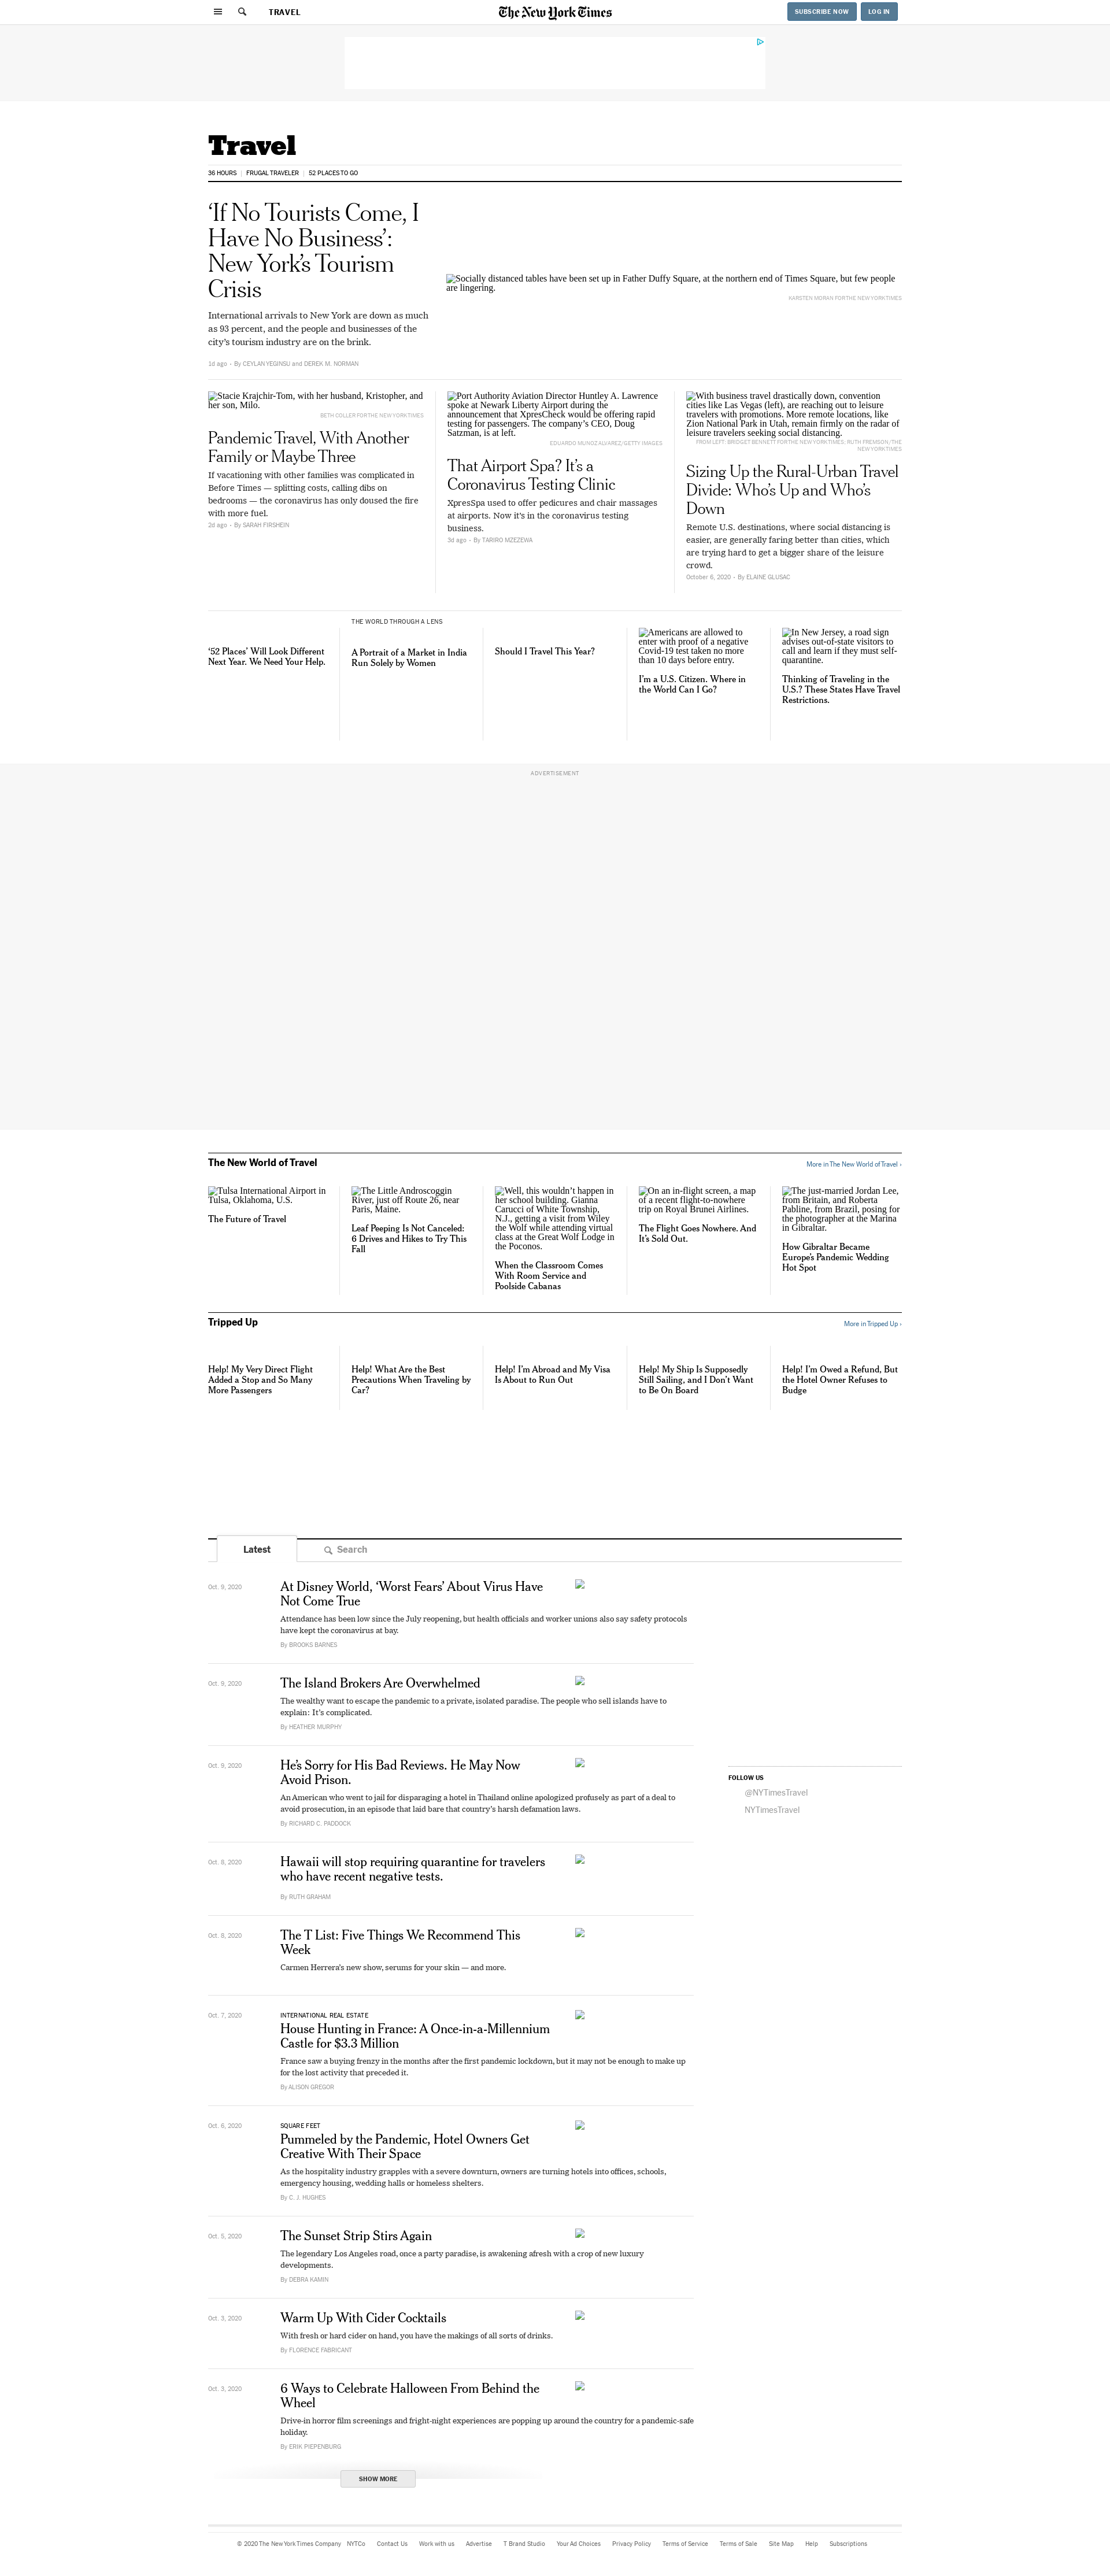 TRAVEL
The New York Times
SUBSCRIBE NOW
LOG IN
Travel
36 HOURS
FRUGAL TRAVELER
52 PLACES TO GO
‘If No Tourists Come, I
Have No Business’:
New York’s Tourism
Crisis
International arrivals to New York are down as much
as 93 percent, and the people and businesses of the
city’s tourism industry are on the brink.
1d ago • By CEYLAN YEGINSU and DEREK M. NORMAN
Socially distanced tables have been set up in Father Duffy Square, at the northern end of Times Square, but few people
are lingering.
KARSTEN MORAN FOR THE NEW YORK TIMES
Stacie Krajchir-Tom, with her husband, Kristopher, and
her son, Milo.
BETH COLLER FOR THE NEW YORK TIMES
Pandemic Travel, With Another
Family or Maybe Three
If vacationing with other families was complicated in
Before Times — splitting costs, calling dibs on
bedrooms — the coronavirus has only doused the fire
with more fuel.
2d ago • By SARAH FIRSHEIN
Port Authority Aviation Director Huntley A. Lawrence
spoke at Newark Liberty Airport during the
announcement that XpresCheck would be offering rapid
testing for passengers. The company’s CEO, Doug
Satzman, is at left.
EDUARDO MUNOZ ALVAREZ/GETTY IMAGES
That Airport Spa? It’s a
Coronavirus Testing Clinic
XpresSpa used to offer pedicures and chair massages
at airports. Now it’s in the coronavirus testing
business.
3d ago • By TARIRO MZEZEWA
With business travel drastically down, convention
cities like Las Vegas (left), are reaching out to leisure
travelers with promotions. More remote locations, like
Zion National Park in Utah, remain firmly on the radar of
leisure travelers seeking social distancing.
FROM LEFT: BRIDGET BENNETT FOR THE NEW YORK TIMES; RUTH FREMSON/THE
NEW YORK TIMES
Sizing Up the Rural-Urban Travel
Divide: Who’s Up and Who’s
Down
Remote U.S. destinations, where social distancing is
easier, are generally faring better than cities, which
are trying hard to get a bigger share of the leisure
crowd.
October 6, 2020 • By ELAINE GLUSAC
‘52 Places’ Will Look Different
Next Year. We Need Your Help.
THE WORLD THROUGH A LENS
A Portrait of a Market in India
Run Solely by Women
Should I Travel This Year?
Americans are allowed to
enter with proof of a negative
Covid-19 test taken no more
than 10 days before entry.
I’m a U.S. Citizen. Where in
the World Can I Go?
In New Jersey, a road sign
advises out-of-state visitors to
call and learn if they must self-
quarantine.
Thinking of Traveling in the
U.S.? These States Have Travel
Restrictions.
ADVERTISEMENT
The New World of Travel
More in The New World of Travel ›
Tulsa International Airport in
Tulsa, Oklahoma, U.S.
The Future of Travel
The Little Androscoggin
River, just off Route 26, near
Paris, Maine.
Leaf Peeping Is Not Canceled:
6 Drives and Hikes to Try This
Fall
Well, this wouldn’t happen in
her school building. Gianna
Carucci of White Township,
N.J., getting a visit from Wiley
the Wolf while attending virtual
class at the Great Wolf Lodge in
the Poconos.
When the Classroom Comes
With Room Service and
Poolside Cabanas
On an in-flight screen, a map
of a recent flight-to-nowhere
trip on Royal Brunei Airlines.
The Flight Goes Nowhere. And
It’s Sold Out.
The just-married Jordan Lee,
from Britain, and Roberta
Pabline, from Brazil, posing for
the photographer at the Marina
in Gibraltar.
How Gibraltar Became
Europe’s Pandemic Wedding
Hot Spot
Tripped Up
More in Tripped Up ›
Help! My Very Direct Flight
Added a Stop and So Many
More Passengers
Help! What Are the Best
Precautions When Traveling by
Car?
Help! I’m Abroad and My Visa
Is About to Run Out
Help! My Ship Is Supposedly
Still Sailing, and I Don’t Want
to Be On Board
Help! I’m Owed a Refund, But
the Hotel Owner Refuses to
Budge
Latest
Search
Oct. 9, 2020
At Disney World, ‘Worst Fears’ About Virus Have
Not Come True
Attendance has been low since the July reopening, but health officials and worker unions also say safety protocols
have kept the coronavirus at bay.
By BROOKS BARNES
Oct. 9, 2020
The Island Brokers Are Overwhelmed
The wealthy want to escape the pandemic to a private, isolated paradise. The people who sell islands have to
explain: It’s complicated.
By HEATHER MURPHY
Oct. 9, 2020
He’s Sorry for His Bad Reviews. He May Now
Avoid Prison.
An American who went to jail for disparaging a hotel in Thailand online apologized profusely as part of a deal to
avoid prosecution, in an episode that laid bare that country’s harsh defamation laws.
By RICHARD C. PADDOCK
FOLLOW US
@NYTimesTravel
NYTimesTravel
Oct. 8, 2020
Hawaii will stop requiring quarantine for travelers
who have recent negative tests.
By RUTH GRAHAM
Oct. 8, 2020
The T List: Five Things We Recommend This
Week
Carmen Herrera’s new show, serums for your skin — and more.
Oct. 7, 2020
INTERNATIONAL REAL ESTATE
House Hunting in France: A Once-in-a-Millennium
Castle for $3.3 Million
France saw a buying frenzy in the months after the first pandemic lockdown, but it may not be enough to make up
for the lost activity that preceded it.
By ALISON GREGOR
Oct. 6, 2020
SQUARE FEET
Pummeled by the Pandemic, Hotel Owners Get
Creative With Their Space
As the hospitality industry grapples with a severe downturn, owners are turning hotels into offices, schools,
emergency housing, wedding halls or homeless shelters.
By C. J. HUGHES
Oct. 5, 2020
The Sunset Strip Stirs Again
The legendary Los Angeles road, once a party paradise, is awakening afresh with a crop of new luxury
developments.
By DEBRA KAMIN
Oct. 3, 2020
Warm Up With Cider Cocktails
With fresh or hard cider on hand, you have the makings of all sorts of drinks.
By FLORENCE FABRICANT
Oct. 3, 2020
6 Ways to Celebrate Halloween From Behind the
Wheel
Drive-in horror film screenings and fright-night experiences are popping up around the country for a pandemic-safe
holiday.
By ERIK PIEPENBURG
SHOW MORE
© 2020 The New York Times Company
NYTCo
Contact Us
Work with us
Advertise
T Brand Studio
Your Ad Choices
Privacy Policy
Terms of Service
Terms of Sale
Site Map
Help
Subscriptions